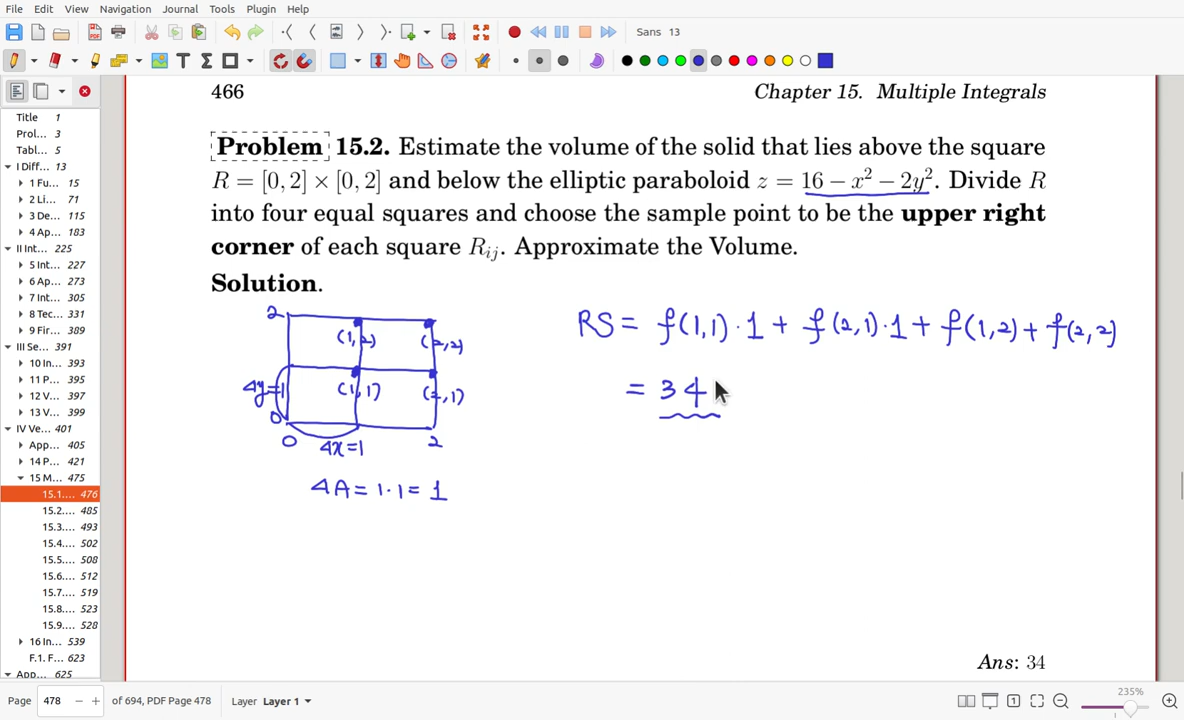 File Edit View Navigation Journal Tools Plugin Help
Sans 13
Title 1
Prol... 3
Tabl... 5
I Diff... 13
1 Fu... 15
2 Li... 71
3 De... 115
4 Ap... 183
II Int... 225
5 Int... 227
6 Ap... 273
7 Int... 305
8 Tec... 331
9 Fir... 389
III Se... 391
10 In... 393
11 P... 395
12 V... 397
13 V... 399
IV Ve... 401
App... 405
14 P... 421
15 M... 475
15.1.... 476
15.2.... 485
15.3.... 493
15.4.... 502
15.5.... 508
15.6.... 512
15.7.... 519
15.8.... 523
15.9.... 528
16 In... 539
F.1. F... 623
App... 625
466 Chapter 15. Multiple Integrals
Problem 15.2. Estimate the volume of the solid that lies above the square
R = [0, 2] × [0, 2] and below the elliptic paraboloid z = 16 − x² − 2y². Divide R
into four equal squares and choose the sample point to be the upper right
corner of each square Rᵢⱼ. Approximate the Volume.
Solution.
2
(1,2) (2,2)
Δy=1 (1,1) (2,1)
0
0 Δx=1 2
ΔA = 1·1 = 1
RS = f(1,1)·1 + f(2,1)·1 + f(1,2) + f(2,2)
= 34
Ans: 34
Page 478 − + of 694, PDF Page 478 Layer Layer 1 235%